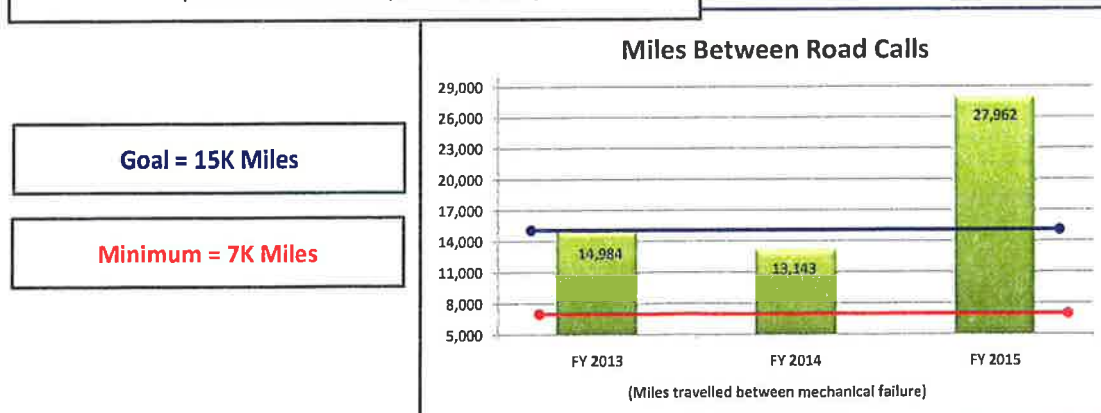 Goal = 15K Miles
Minimum = 7K Miles
Miles Between Road Calls
29,000
26,000
23,000
20,000
17,000
14,000
11,000
8,000
5,000
14,984
13,143
27,962
FY 2013
FY 2014
FY 2015
(Miles travelled between mechanical failure)